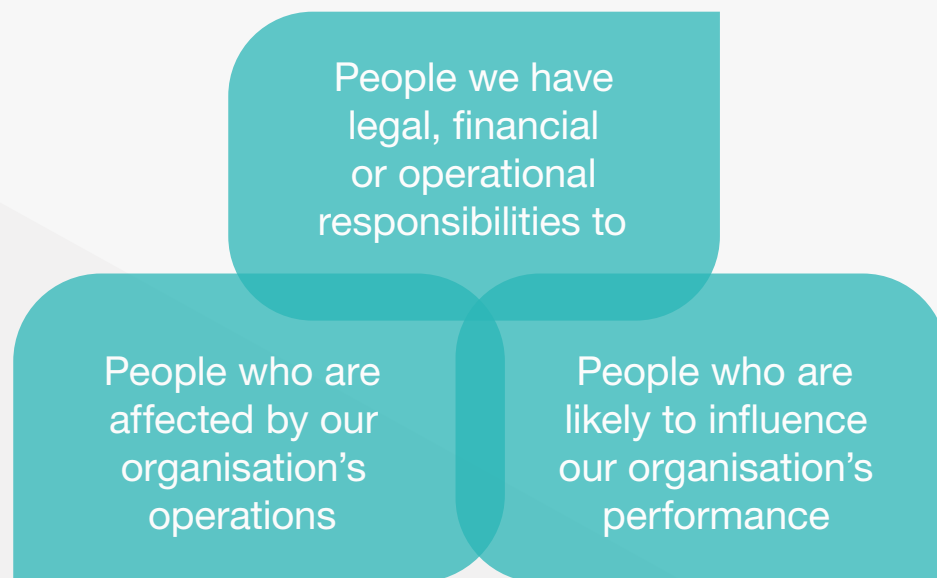 People we have
legal, financial
or operational
responsibilities to
People who are
affected by our
organisation’s
operations
People who are
likely to influence
our organisation’s
performance